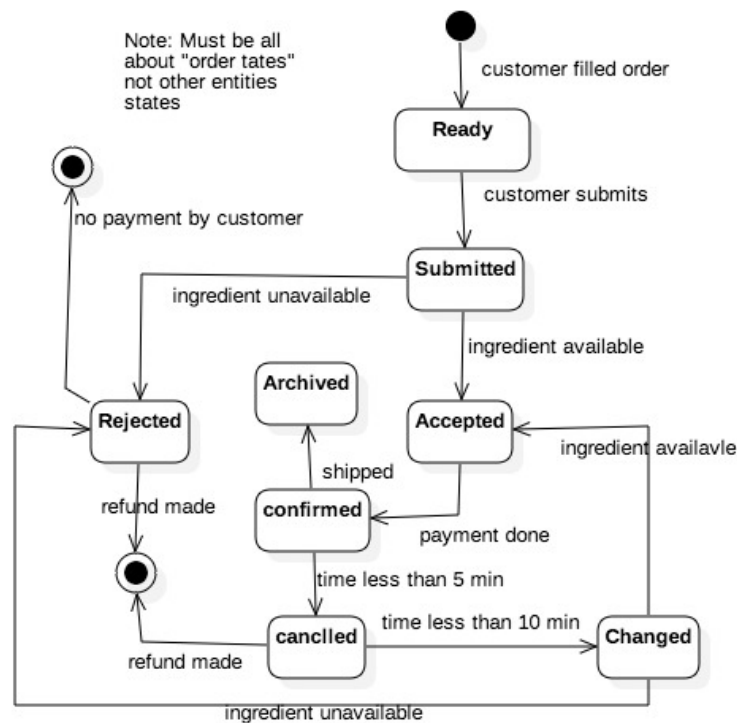 Note: Must be all
about "order tates"
not other entities
states
customer filled order
Ready
customer submits
no payment by customer
Submitted
ingredient unavailable
ingredient available
Archived
Rejected
Accepted
ingredient availavle
shipped
refund made
confirmed
payment done
time less than 5 min
canclled
time less than 10 min
Changed
refund made
ingredient unavailable